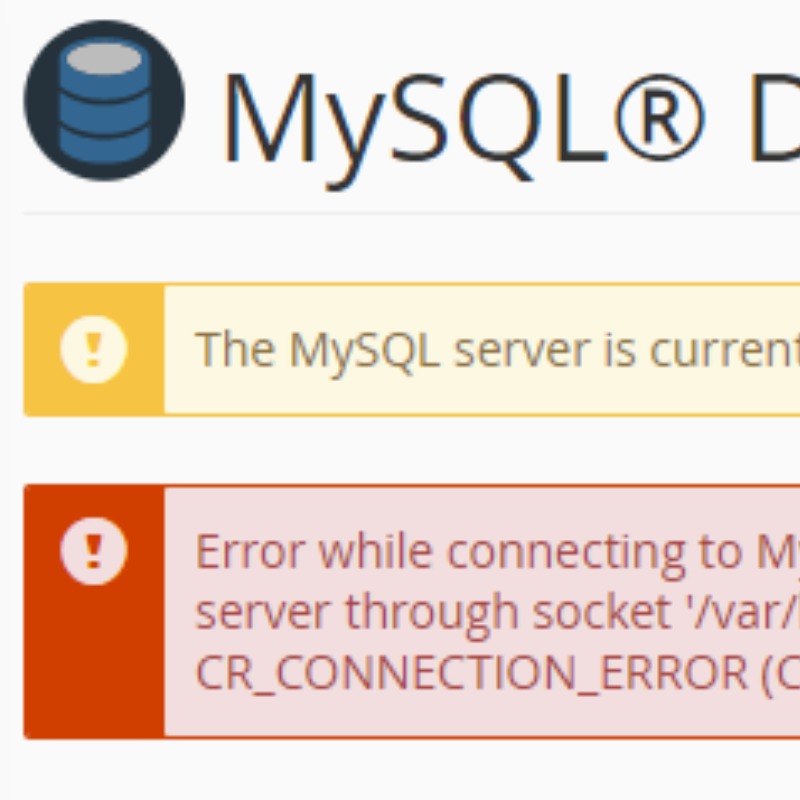 MySQL® D
The MySQL server is current
Error while connecting to My
server through socket '/var/
CR_CONNECTION_ERROR (C